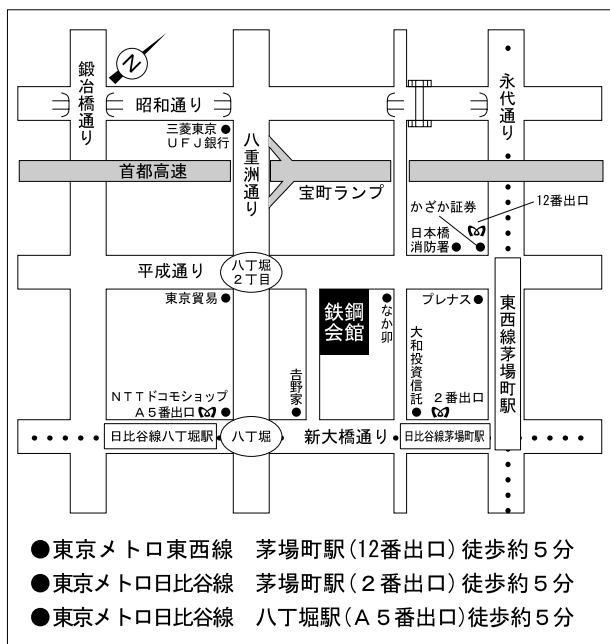 鍛冶橋通り
N
昭和通り
永代通り
三菱東京
UFJ銀行
八重洲通り
首都高速
宝町ランプ
かざか証券
12番出口
日本橋
消防署
平成通り
八丁堀
2丁目
東京貿易
鉄鋼
会館
なか卯
プレナス
東西線茅場町駅
大和投資信託
吉野家
NTTドコモショップ
A5番出口
2番出口
日比谷線八丁堀駅
八丁堀
新大橋通り
日比谷線茅場町駅
●東京メトロ東西線 茅場町駅(12番出口)徒歩約5分
●東京メトロ日比谷線 茅場町駅(2番出口)徒歩約5分
●東京メトロ日比谷線 八丁堀駅(A5番出口)徒歩約5分